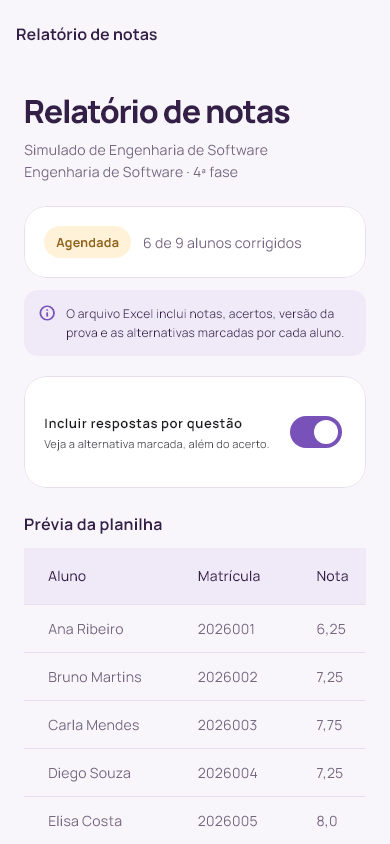 Relatório de notas
Relatório de notas
Simulado de Engenharia de Software
Engenharia de Software · 4ª fase
Agendada 6 de 9 alunos corrigidos
O arquivo Excel inclui notas, acertos, versão da
prova e as alternativas marcadas por cada aluno.
Incluir respostas por questão
Veja a alternativa marcada, além do acerto.
Prévia da planilha
Aluno Matrícula Nota
Ana Ribeiro 2026001 6,25
Bruno Martins 2026002 7,25
Carla Mendes 2026003 7,75
Diego Souza 2026004 7,25
Elisa Costa 2026005 8,0